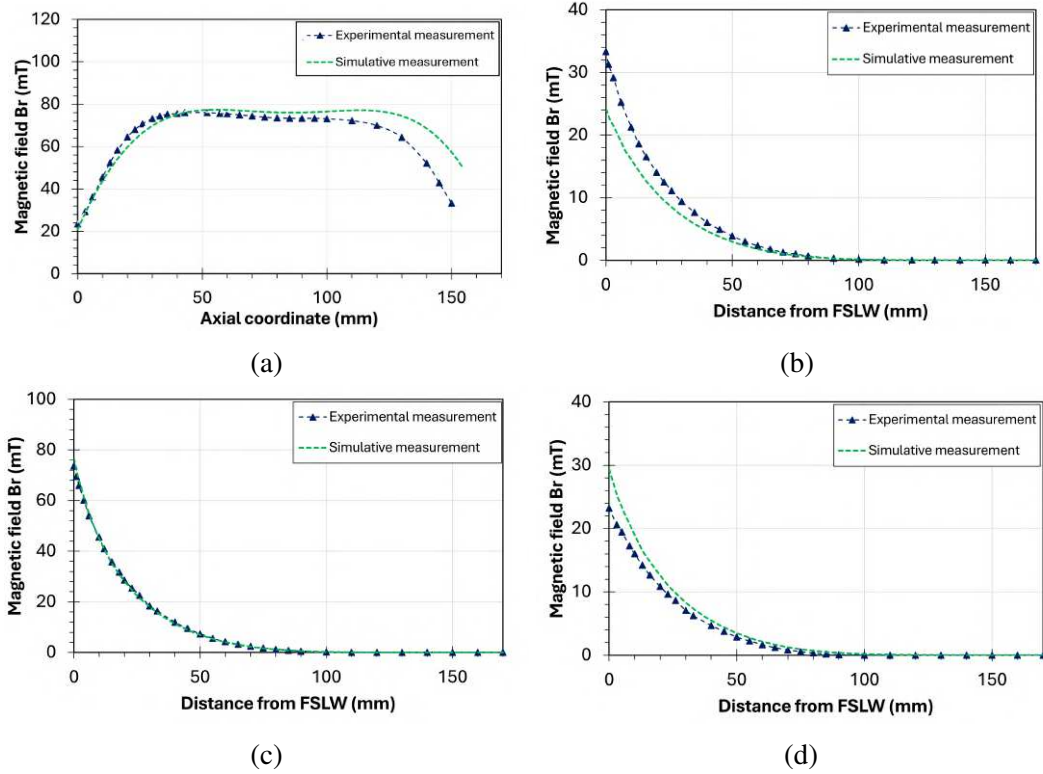 120
100
80
60
40
20
0
Magnetic field Br (mT)
Experimental measurement
Simulative measurement
0 50 100 150
Axial coordinate (mm)
(a)
40
30
20
10
0
Magnetic field Br (mT)
Experimental measurement
Simulative measurement
0 50 100 150
Distance from FSLW (mm)
(b)
100
80
60
40
20
0
Magnetic field Br (mT)
Experimental measurement
Simulative measurement
0 50 100 150
Distance from FSLW (mm)
(c)
40
30
20
10
0
Magnetic field Br (mT)
Experimental measurement
Simulative measurement
0 50 100 150
Distance from FSLW (mm)
(d)